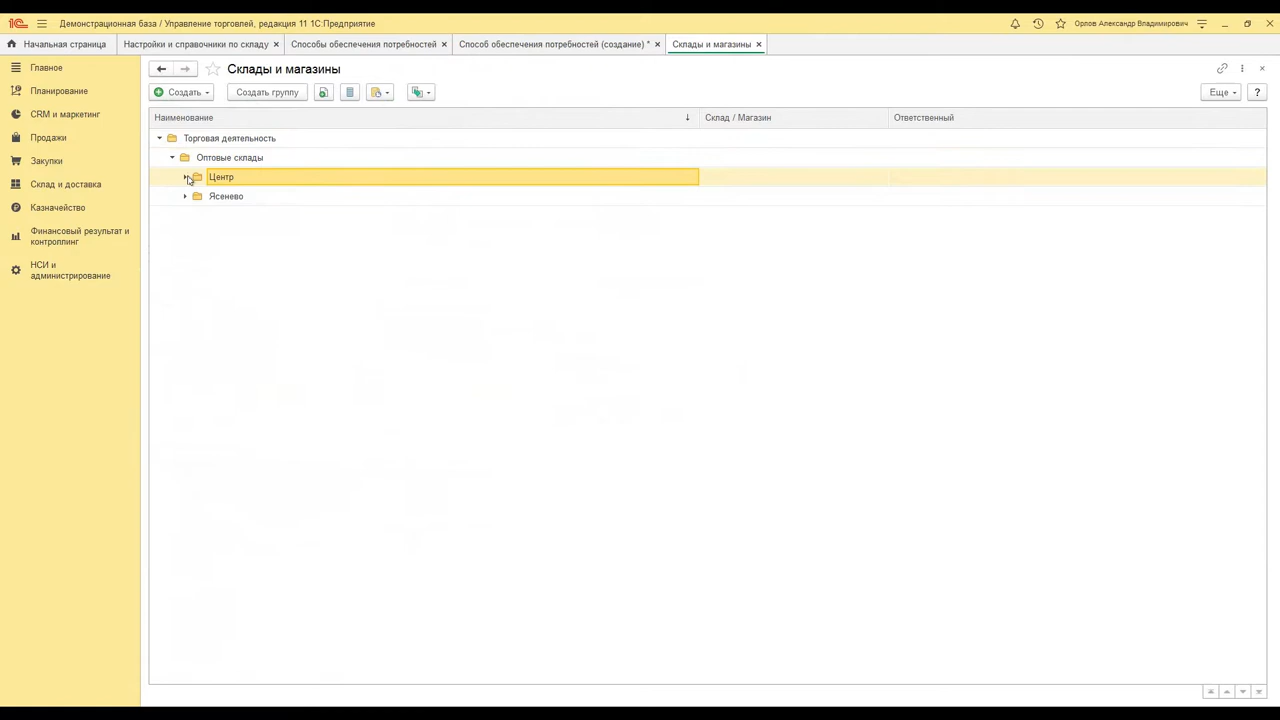 1С Демонстрационная база / Управление торговлей, редакция 11 1С:Предприятие Орлов Александр Владимирович
Начальная страница Настройки и справочники по складу × Способы обеспечения потребностей × Способ обеспечения потребностей (создание) * × Склады и магазины ×
Главное
Планирование
CRM и маркетинг
Продажи
Закупки
Склад и доставка
Казначейство
Финансовый результат и
контроллинг
НСИ и
администрирование
Склады и магазины
Создать Создать группу Еще ?
Наименование Склад / Магазин Ответственный
Торговая деятельность
Оптовые склады
Центр
Ясенево